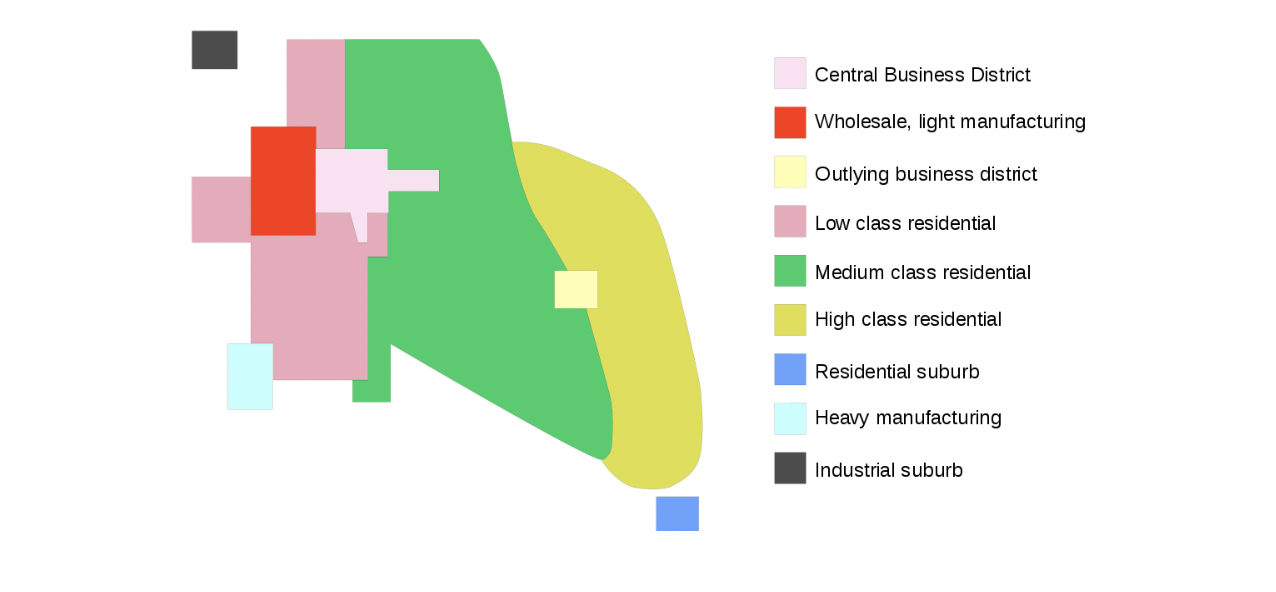 Central Business District
Wholesale, light manufacturing
Outlying business district
Low class residential
Medium class residential
High class residential
Residential suburb
Heavy manufacturing
Industrial suburb